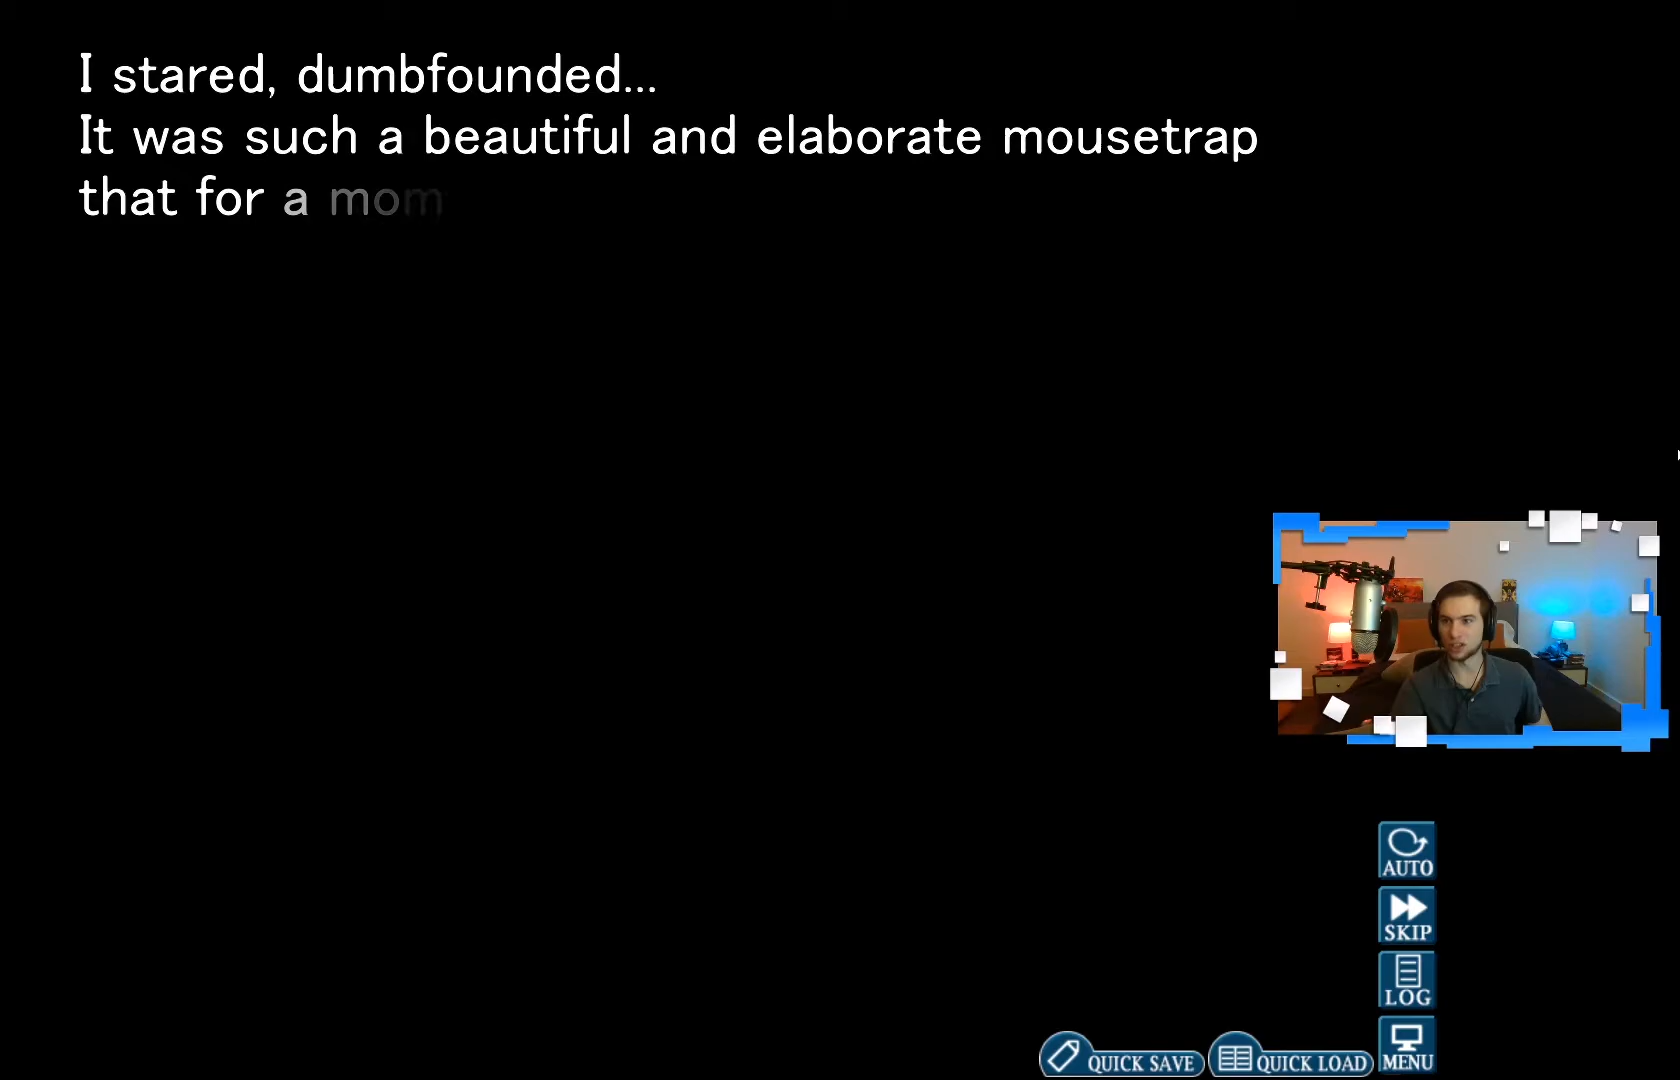 I stared, dumbfounded...
It was such a beautiful and elaborate mousetrap
that for a mom
AUTO
SKIP
LOG
MENU
QUICK SAVE
QUICK LOAD